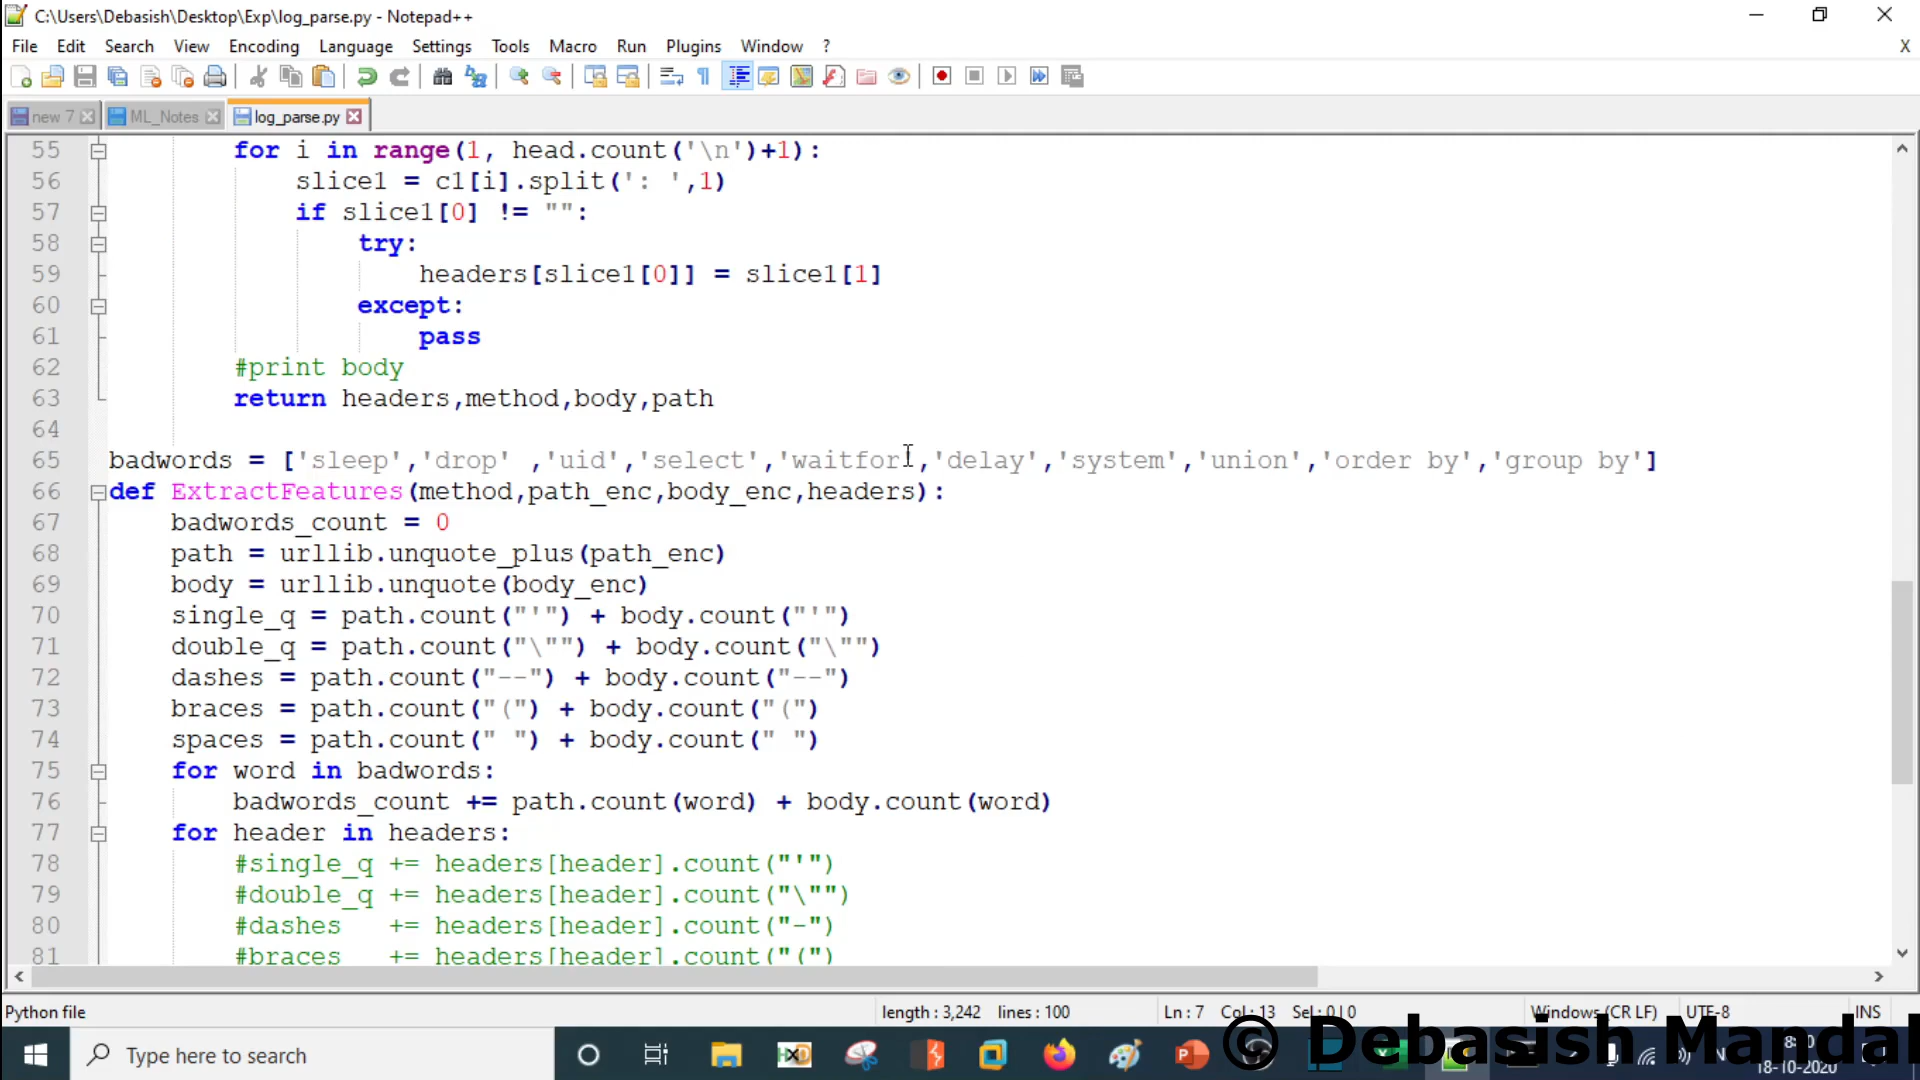 C:\Users\Debasish\Desktop\Exp\log_parse.py - Notepad++
File Edit Search View Encoding Language Settings Tools Macro Run Plugins Window ? X
new 7 ML_Notes log_parse.py
55 for i in range(1, head.count('\n')+1):
56 slice1 = c1[i].split(': ',1)
57 if slice1[0] != "":
58 try:
59 headers[slice1[0]] = slice1[1]
60 except:
61 pass
62 #print body
63 return headers,method,body,path
64
65 badwords = ['sleep','drop' ,'uid','select','waitfor','delay','system','union','order by','group by']
66 def ExtractFeatures(method,path_enc,body_enc,headers):
67 badwords_count = 0
68 path = urllib.unquote_plus(path_enc)
69 body = urllib.unquote(body_enc)
70 single_q = path.count("'") + body.count("'")
71 double_q = path.count("\"") + body.count("\"")
72 dashes = path.count("--") + body.count("--")
73 braces = path.count("(") + body.count("(")
74 spaces = path.count(" ") + body.count(" ")
75 for word in badwords:
76 badwords_count += path.count(word) + body.count(word)
77 for header in headers:
78 #single_q += headers[header].count("'")
79 #double_q += headers[header].count("\"")
80 #dashes += headers[header].count("-")
81 #braces += headers[header].count("(")
Python file length : 3,242 lines : 100 Ln : 7 Col : 13 Sel : 0 | 0 Windows (CR LF) UTF-8 INS
Type here to search
© Debasish Mandal
18-10-2020